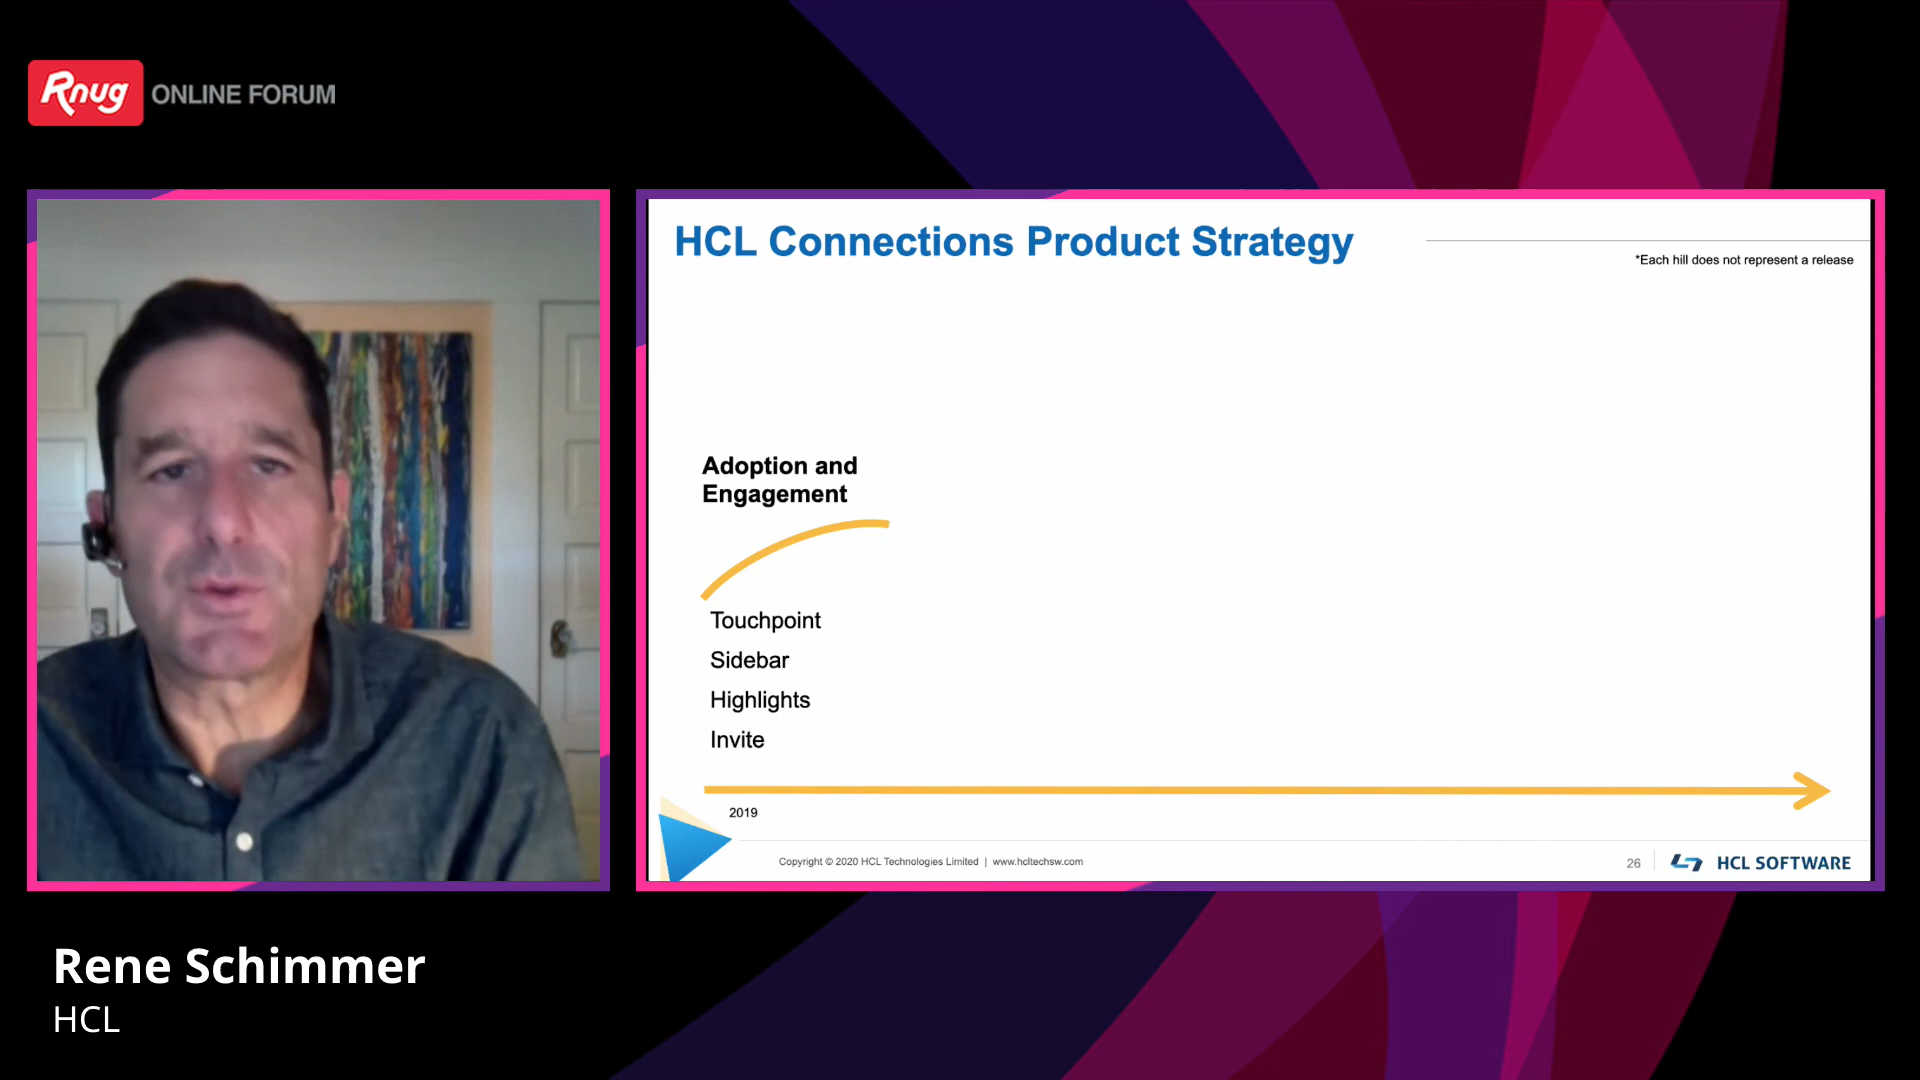 Rnug ONLINE FORUM
HCL Connections Product Strategy
*Each hill does not represent a release
Adoption and
Engagement
Touchpoint
Sidebar
Highlights
Invite
2019
Copyright © 2020 HCL Technologies Limited | www.hcltechsw.com
26
HCL SOFTWARE
Rene Schimmer
HCL